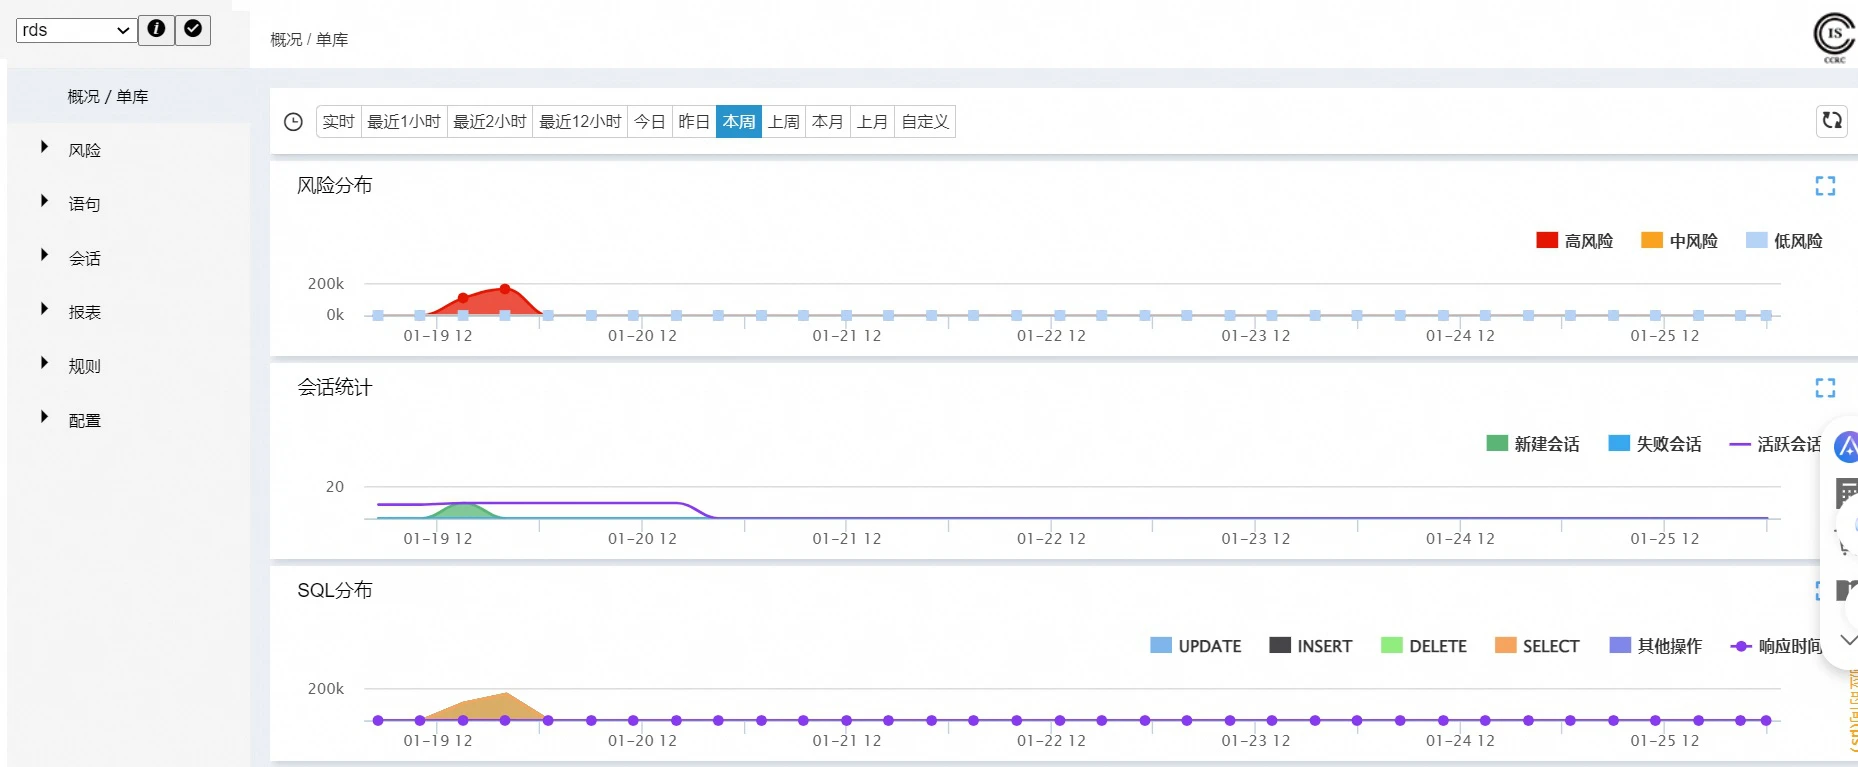 rds
概况 / 单库
IS
CCRC
概况 / 单库
风险
语句
会话
报表
规则
配置
实时 最近1小时 最近2小时 最近12小时 今日 昨日 本周 上周 本月 上月 自定义
风险分布
高风险 中风险 低风险
200k
0k
01-19 12 01-20 12 01-21 12 01-22 12 01-23 12 01-24 12 01-25 12
会话统计
新建会话 失败会话 活跃会话
20
01-19 12 01-20 12 01-21 12 01-22 12 01-23 12 01-24 12 01-25 12
SQL分布
UPDATE INSERT DELETE SELECT 其他操作 响应时间
200k
01-19 12 01-20 12 01-21 12 01-22 12 01-23 12 01-24 12 01-25 12